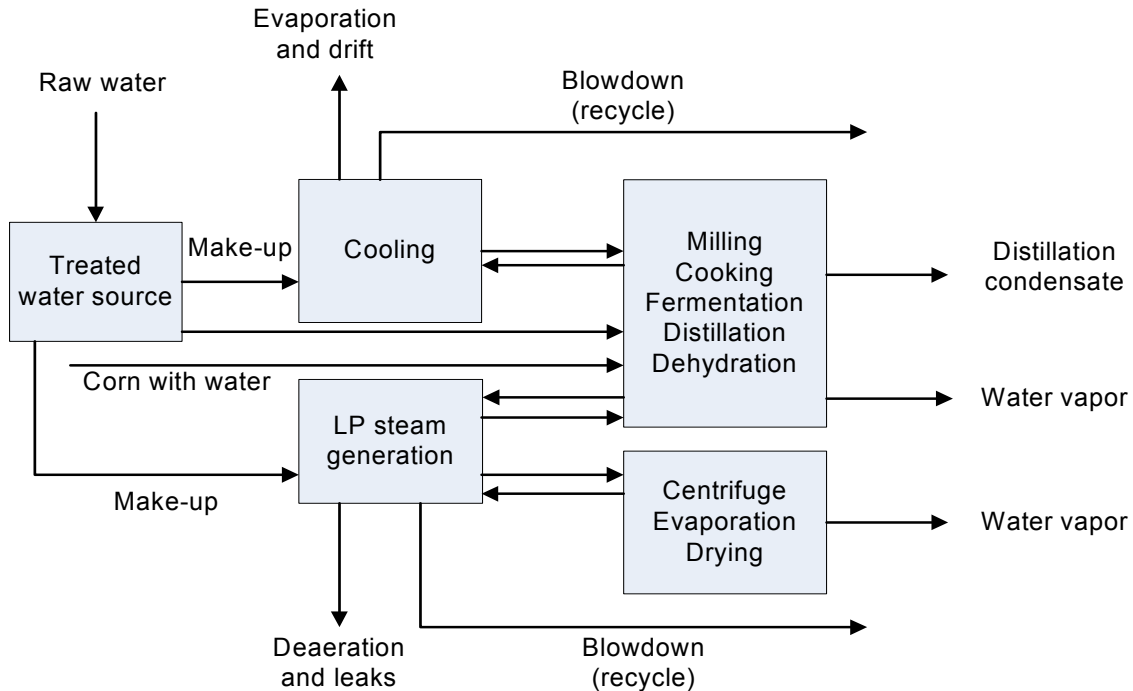 Evaporation
and drift
Raw water
Blowdown
(recycle)
Treated
water source
Make-up
Cooling
Milling
Cooking
Fermentation
Distillation
Dehydration
Distillation
condensate
Corn with water
Water vapor
LP steam
generation
Make-up
Centrifuge
Evaporation
Drying
Water vapor
Deaeration
and leaks
Blowdown
(recycle)